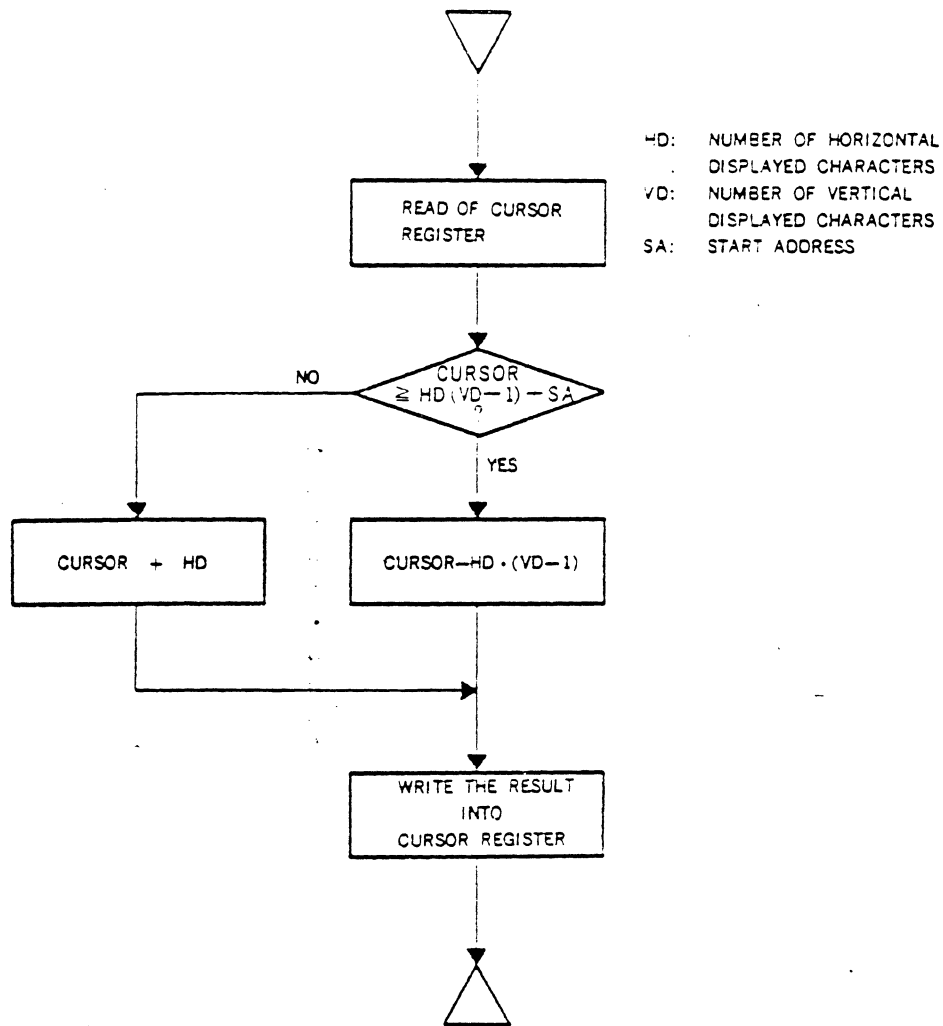 HD: NUMBER OF HORIZONTAL
DISPLAYED CHARACTERS
VD: NUMBER OF VERTICAL
DISPLAYED CHARACTERS
SA: START ADDRESS
READ OF CURSOR
REGISTER
CURSOR
≧ HD(VD-1)-SA
?
NO
YES
CURSOR + HD
CURSOR-HD·(VD-1)
WRITE THE RESULT
INTO
CURSOR REGISTER